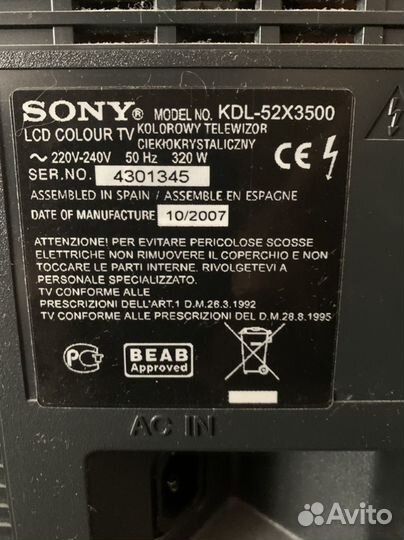 SONY® MODEL NO. KDL-52X3500
LCD COLOUR TV KOLOROWY TELEWIZOR
CIEKŁOKRYSTALICZNY
~ 220V-240V 50 Hz 320 W
CE
SER.NO. 4301345
ASSEMBLED IN SPAIN / ASSEMBLE EN ESPAGNE
DATE OF MANUFACTURE 10/2007
ATTENZIONE! PER EVITARE PERICOLOSE SCOSSE
ELETTRICHE NON RIMUOVERE IL COPERCHIO E NON
TOCCARE LE PARTI INTERNE. RIVOLGETEVI A
PERSONALE SPECIALIZZATO.
TV CONFORME ALLE
PRESCRIZIONI DELL'ART.1 D.M.26.3.1992
TV CONFORME ALLE PRESCRIZIONI DEL D.M.26.8.1995
BEAB
Approved
AC IN
Avito